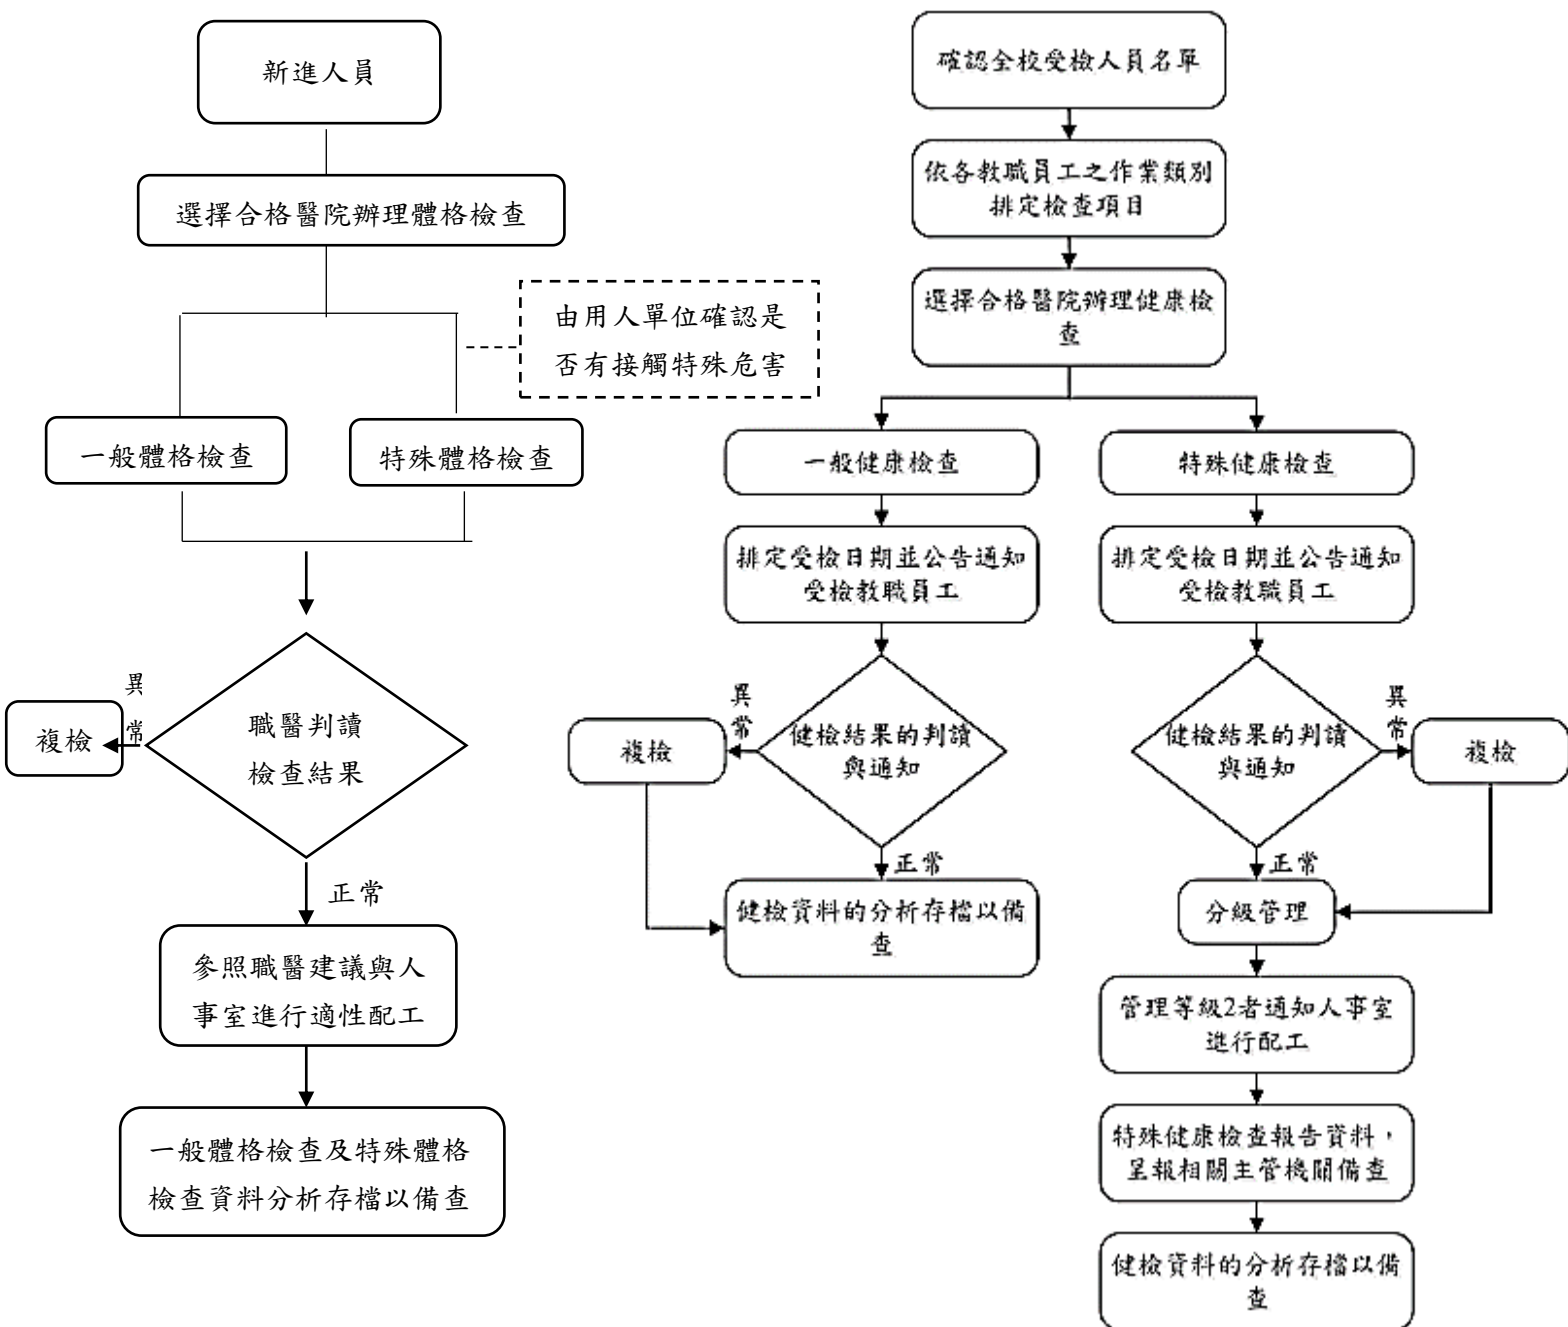 新進人員
選擇合格醫院辦理體格檢查
由用人單位確認是
否有接觸特殊危害
一般體格檢查
特殊體格檢查
職醫判讀
檢查結果
異
常
複檢
正常
參照職醫建議與人
事室進行適性配工
一般體格檢查及特殊體格
檢查資料分析存檔以備查
確認全校受檢人員名單
依各教職員工之作業類別
排定檢查項目
選擇合格醫院辦理健康檢
查
一般健康檢查
排定受檢日期並公告通知
受檢教職員工
健檢結果的判讀
與通知
異
常
複檢
正常
健檢資料的分析存檔以備
查
特殊健康檢查
排定受檢日期並公告通知
受檢教職員工
健檢結果的判讀
與通知
異
常
複檢
正常
分級管理
管理等級2者通知人事室
進行配工
特殊健康檢查報告資料，
呈報相關主管機關備查
健檢資料的分析存檔以備
查